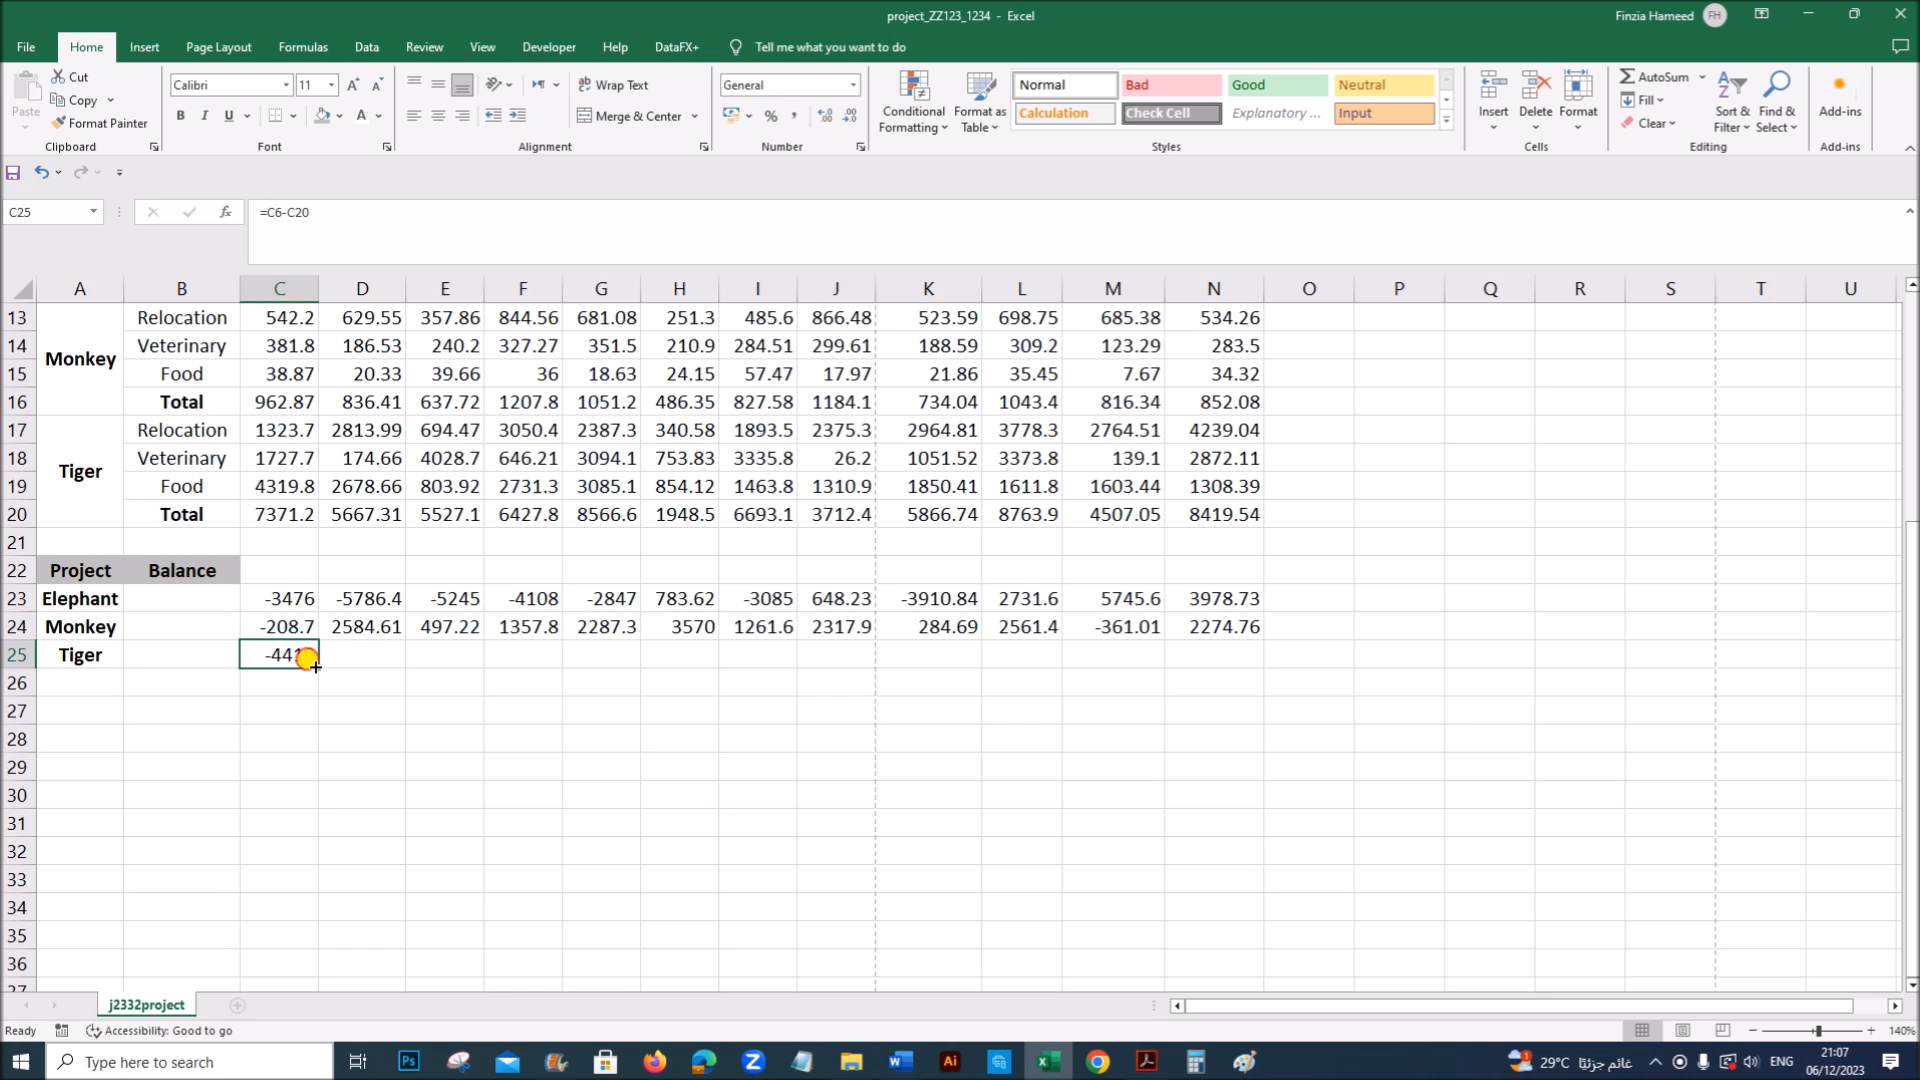 project_ZZ123_1234 - Excel
Finzia Hameed FH
File Home Insert Page Layout Formulas Data Review View Developer Help DataFX+ Tell me what you want to do
Cut
Copy
Format Painter
Paste
Clipboard
Calibri 11
B I U
Font
Wrap Text
Merge & Center
Alignment
General
Number
Conditional Formatting
Format as Table
Normal Bad Good Neutral
Calculation Check Cell Explanatory ... Input
Styles
Insert Delete Format
Cells
AutoSum
Fill
Clear
Sort & Filter
Find & Select
Editing
Add-ins
Add-ins
C25 fx =C6-C20
A B C D E F G H I J K L M N O P Q R S T U
13 Relocation 542.2 629.55 357.86 844.56 681.08 251.3 485.6 866.48 523.59 698.75 685.38 534.26
14 Monkey Veterinary 381.8 186.53 240.2 327.27 351.5 210.9 284.51 299.61 188.59 309.2 123.29 283.5
15 Food 38.87 20.33 39.66 36 18.63 24.15 57.47 17.97 21.86 35.45 7.67 34.32
16 Total 962.87 836.41 637.72 1207.8 1051.2 486.35 827.58 1184.1 734.04 1043.4 816.34 852.08
17 Relocation 1323.7 2813.99 694.47 3050.4 2387.3 340.58 1893.5 2375.3 2964.81 3778.3 2764.51 4239.04
18 Tiger Veterinary 1727.7 174.66 4028.7 646.21 3094.1 753.83 3335.8 26.2 1051.52 3373.8 139.1 2872.11
19 Food 4319.8 2678.66 803.92 2731.3 3085.1 854.12 1463.8 1310.9 1850.41 1611.8 1603.44 1308.39
20 Total 7371.2 5667.31 5527.1 6427.8 8566.6 1948.5 6693.1 3712.4 5866.74 8763.9 4507.05 8419.54
21
22 Project Balance
23 Elephant -3476 -5786.4 -5245 -4108 -2847 783.62 -3085 648.23 -3910.84 2731.6 5745.6 3978.73
24 Monkey -208.7 2584.61 497.22 1357.8 2287.3 3570 1261.6 2317.9 284.69 2561.4 -361.01 2274.76
25 Tiger
26
27
28
29
30
31
32
33
34
35
36
j2332project
Ready Accessibility: Good to go 140%
Type here to search
29°C غائم جزئيًا ENG 21:07
06/12/2023